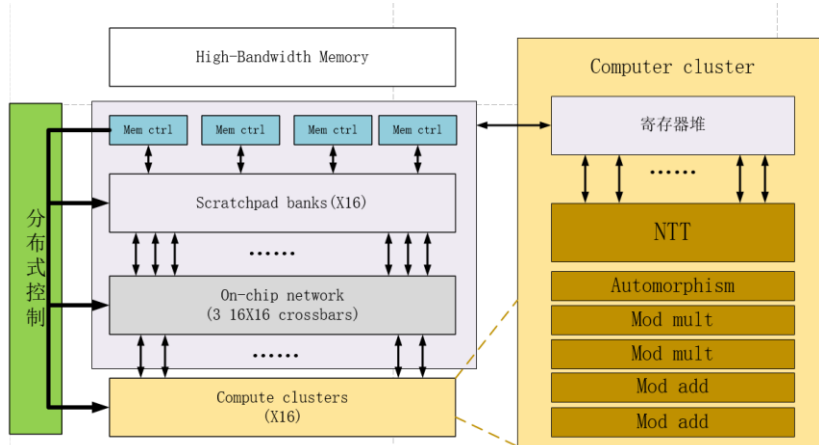 High-Bandwidth Memory
Mem ctrl
Mem ctrl
Mem ctrl
Mem ctrl
Scratchpad banks(X16)
......
On-chip network
(3 16X16 crossbars)
......
Compute clusters
(X16)
分布式控制
Computer cluster
寄存器堆
......
NTT
Automorphism
Mod mult
Mod mult
Mod add
Mod add